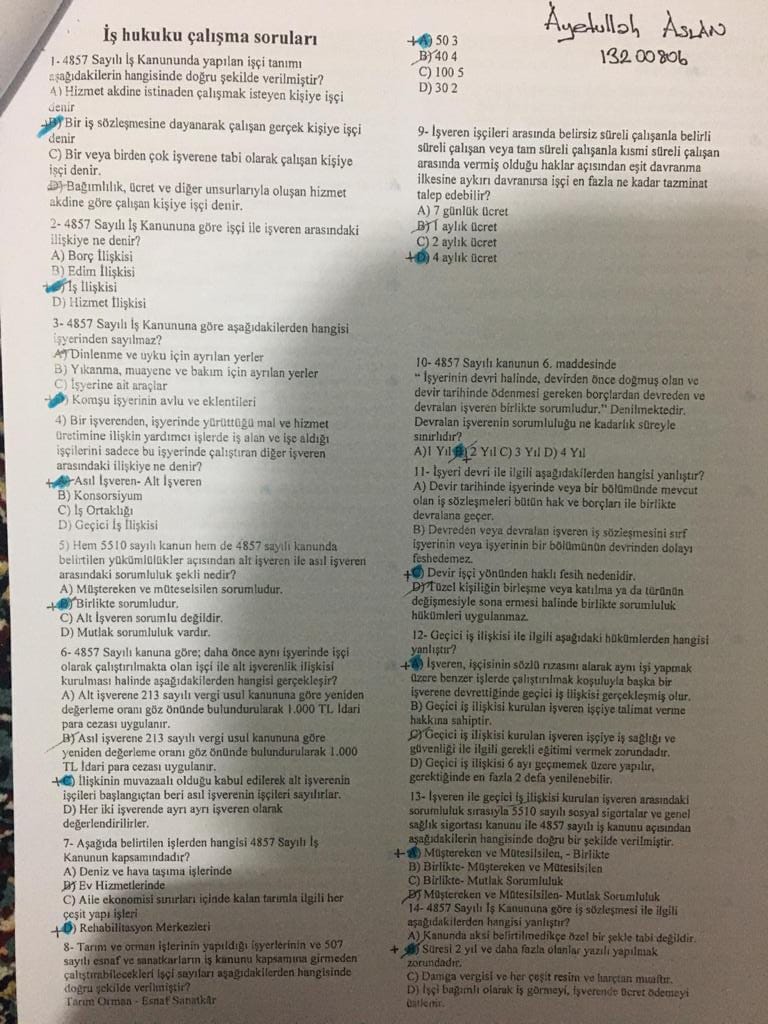 İş hukuku çalışma soruları
1- 4857 Sayılı İş Kanununda yapılan işçi tanımı
aşağıdakilerin hangisinde doğru şekilde verilmiştir?
A) Hizmet akdine istinaden çalışmak isteyen kişiye işçi
denir
B) Bir iş sözleşmesine dayanarak çalışan gerçek kişiye işçi
denir
C) Bir veya birden çok işverene tabi olarak çalışan kişiye
işçi denir.
D) Bağımlılık, ücret ve diğer unsurlarıyla oluşan hizmet
akdine göre çalışan kişiye işçi denir.
2- 4857 Sayılı İş Kanununa göre işçi ile işveren arasındaki
ilişkiye ne denir?
A) Borç İlişkisi
B) Edim İlişkisi
C) İş İlişkisi
D) Hizmet İlişkisi
3- 4857 Sayılı İş Kanununa göre aşağıdakilerden hangisi
işyerinden sayılmaz?
A) Dinlenme ve uyku için ayrılan yerler
B) Yıkanma, muayene ve bakım için ayrılan yerler
C) İşyerine ait araçlar
D) Komşu işyerinin avlu ve eklentileri
4) Bir işverenden, işyerinde yürüttüğü mal ve hizmet
üretimine ilişkin yardımcı işlerde iş alan ve işe aldığı
işçilerini sadece bu işyerinde çalıştıran diğer işveren
arasındaki ilişkiye ne denir?
A) Asıl İşveren- Alt İşveren
B) Konsorsiyum
C) İş Ortaklığı
D) Geçici İş İlişkisi
5) Hem 5510 sayılı kanun hem de 4857 sayılı kanunda
belirtilen yükümlülükler açısından alt işveren ile asıl işveren
arasındaki sorumluluk şekli nedir?
A) Müştereken ve müteselsilen sorumludur.
B) Birlikte sorumludur.
C) Alt İşveren sorumlu değildir.
D) Mutlak sorumluluk vardır.
6- 4857 Sayılı kanuna göre; daha önce aynı işyerinde işçi
olarak çalıştırılmakta olan işçi ile alt işverenlik ilişkisi
kurulması halinde aşağıdakilerden hangisi gerçekleşir?
A) Alt işverene 213 sayılı vergi usul kanununa göre yeniden
değerleme oranı göz önünde bulundurularak 1.000 TL İdari
para cezası uygulanır.
B) Asıl işverene 213 sayılı vergi usul kanununa göre
yeniden değerleme oranı göz önünde bulundurularak 1.000
TL İdari para cezası uygulanır.
C) İlişkinin muvazaalı olduğu kabul edilerek alt işverenin
işçileri başlangıçtan beri asıl işverenin işçileri sayılırlar.
D) Her iki işverende ayrı ayrı işveren olarak
değerlendirilirler.
7- Aşağıda belirtilen işlerden hangisi 4857 Sayılı İş
Kanunun kapsamındadır?
A) Deniz ve hava taşıma işlerinde
B) Ev Hizmetlerinde
C) Aile ekonomisi sınırları içinde kalan tarımla ilgili her
çeşit yapı işleri
D) Rehabilitasyon Merkezleri
8- Tarım ve orman işlerinin yapıldığı işyerlerinin ve 507
sayılı esnaf ve sanatkarların iş kanunu kapsamına girmeden
çalıştırabilecekleri işçi sayıları aşağıdakilerden hangisinde
doğru şekilde verilmiştir?
Tarım Orman - Esnaf Sanatkâr
Ayetullah ASLAN
13200806
A) 50 3
B) 40 4
C) 100 5
D) 30 2
9- İşveren işçileri arasında belirsiz süreli çalışanla belirli
süreli çalışan veya tam süreli çalışanla kısmi süreli çalışan
arasında vermiş olduğu haklar açısından eşit davranma
ilkesine aykırı davranırsa işçi en fazla ne kadar tazminat
talep edebilir?
A) 7 günlük ücret
B) 1 aylık ücret
C) 2 aylık ücret
D) 4 aylık ücret
10- 4857 Sayılı kanunun 6. maddesinde
“ İşyerinin devri halinde, devirden önce doğmuş olan ve
devir tarihinde ödenmesi gereken borçlardan devreden ve
devralan işveren birlikte sorumludur.” Denilmektedir.
Devralan işverenin sorumluluğu ne kadarlık süreyle
sınırlıdır?
A)1 Yıl B)2 Yıl C) 3 Yıl D) 4 Yıl
11- İşyeri devri ile ilgili aşağıdakilerden hangisi yanlıştır?
A) Devir tarihinde işyerinde veya bir bölümünde mevcut
olan iş sözleşmeleri bütün hak ve borçları ile birlikte
devralana geçer.
B) Devreden veya devralan işveren iş sözleşmesini sırf
işyerinin veya işyerinin bir bölümünün devrinden dolayı
feshedemez.
C) Devir işçi yönünden haklı fesih nedenidir.
D) Tüzel kişiliğin birleşme veya katılma ya da türünün
değişmesiyle sona ermesi halinde birlikte sorumluluk
hükümleri uygulanmaz.
12- Geçici iş ilişkisi ile ilgili aşağıdaki hükümlerden hangisi
yanlıştır?
A) İşveren, işçisinin sözlü rızasını alarak aynı işi yapmak
üzere benzer işlerde çalıştırılmak koşuluyla başka bir
işverene devrettiğinde geçici iş ilişkisi gerçekleşmiş olur.
B) Geçici iş ilişkisi kurulan işveren işçiye talimat verme
hakkına sahiptir.
C) Geçici iş ilişkisi kurulan işveren işçiye iş sağlığı ve
güvenliği ile ilgili gerekli eğitimi vermek zorundadır.
D) Geçici iş ilişkisi 6 ayı geçmemek üzere yapılır,
gerektiğinde en fazla 2 defa yenilenebilir.
13- İşveren ile geçici iş ilişkisi kurulan işveren arasındaki
sorumluluk sırasıyla 5510 sayılı sosyal sigortalar ve genel
sağlık sigortası kanunu ile 4857 sayılı iş kanunu açısından
aşağıdakilerin hangisinde doğru bir şekilde verilmiştir.
A) Müştereken ve Mütesilsilen, - Birlikte
B) Birlikte- Müştereken ve Mütesilsilen
C) Birlikte- Mutlak Sorumluluk
D) Müştereken ve Mütesilsilen- Mutlak Sorumluluk
14- 4857 Sayılı İş Kanununa göre iş sözleşmesi ile ilgili
aşağıdakilerden hangisi yanlıştır?
A) Kanunda aksi belirtilmedikçe özel bir şekle tabi değildir.
B) Süresi 2 yıl ve daha fazla olanlar yazılı yapılmak
zorundadır.
C) Damga vergisi ve her çeşit resim ve harçtan muaftır.
D) İşçi bağımlı olarak iş görmeyi, işverende ücret ödemeyi
üstlenir.